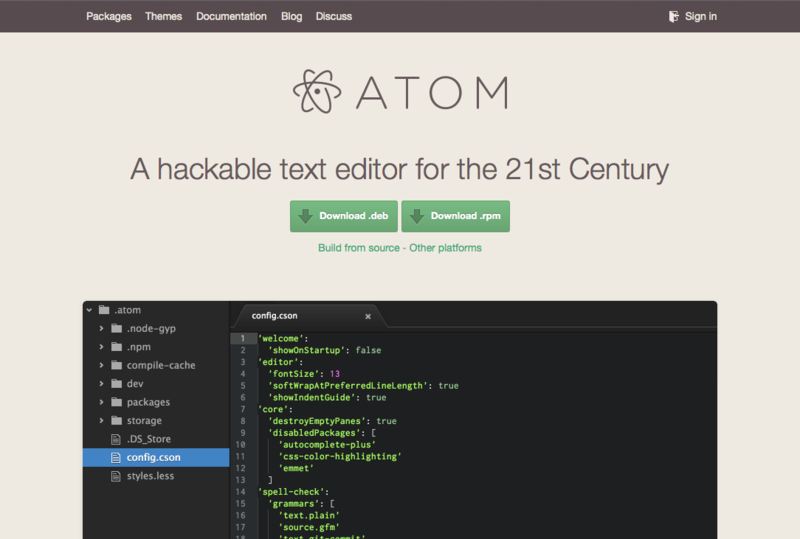 Packages Themes Documentation Blog Discuss Sign in
ATOM
A hackable text editor for the 21st Century
Download .deb Download .rpm
Build from source - Other platforms
.atom
.node-gyp
.npm
compile-cache
dev
packages
storage
.DS_Store
config.cson
styles.less
config.cson ×
1 'welcome':
2 'showOnStartup': false
3 'editor':
4 'fontSize': 13
5 'softWrapAtPreferredLineLength': true
6 'showIndentGuide': true
7 'core':
8 'destroyEmptyPanes': true
9 'disabledPackages': [
10 'autocomplete-plus'
11 'css-color-highlighting'
12 'emmet'
13 ]
14 'spell-check':
15 'grammars': [
16 'text.plain'
17 'source.gfm'
18 'text.git-commit'